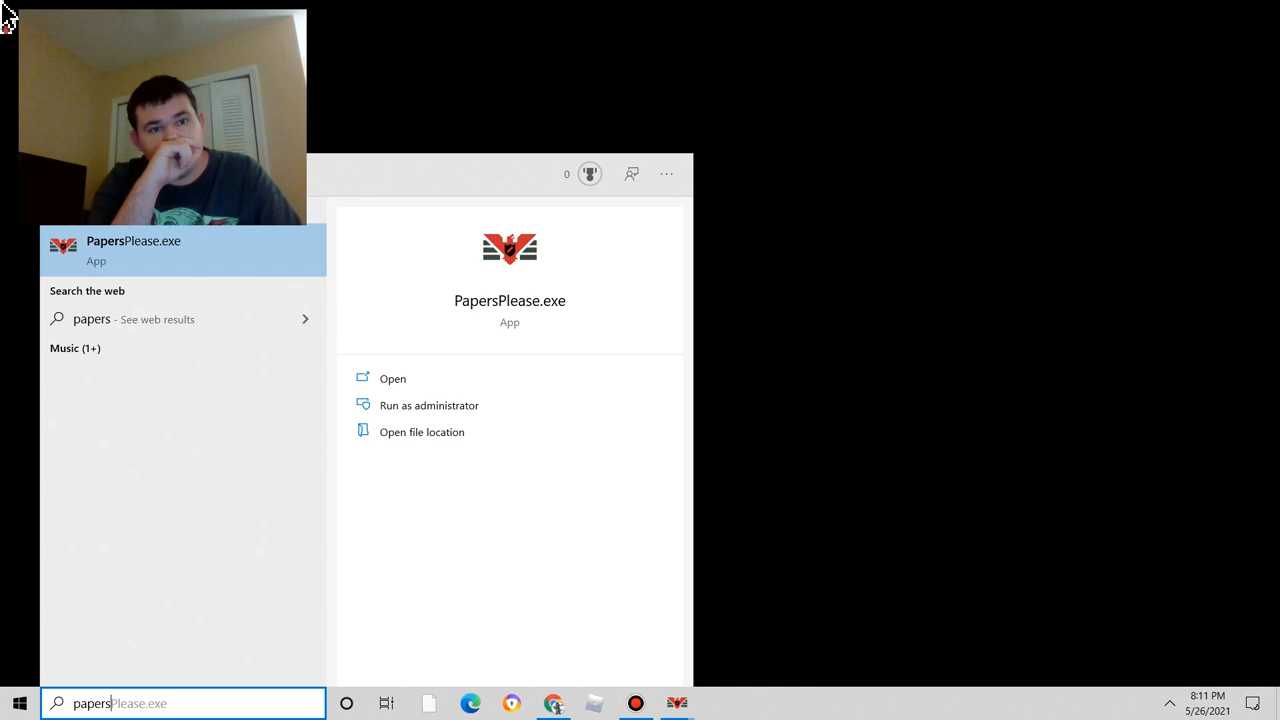 0
PapersPlease.exe
App
Search the web
papers - See web results
Music (1+)
PapersPlease.exe
App
Open
Run as administrator
Open file location
papersPlease.exe
8:11 PM
5/26/2021